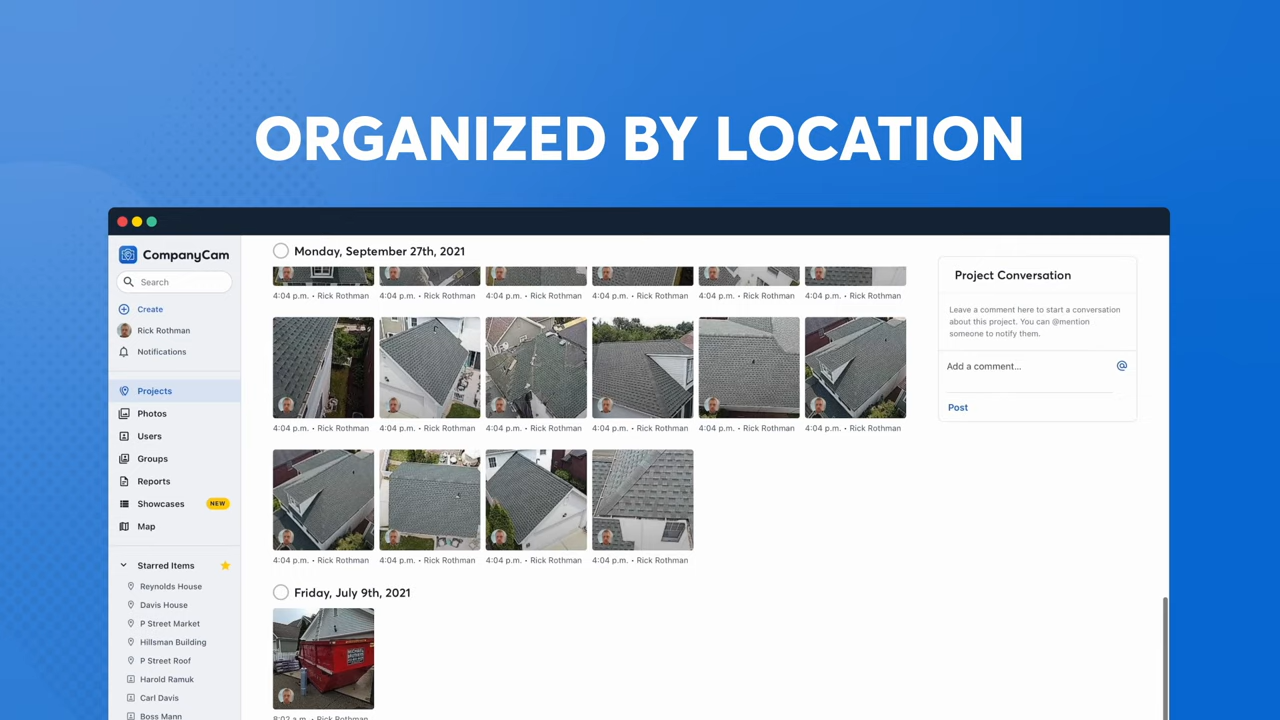 ORGANIZED BY LOCATION
CompanyCam
Search
Create
Rick Rothman
Notifications
Projects
Photos
Users
Groups
Reports
Showcases NEW
Map
Starred Items
Reynolds House
Davis House
P Street Market
Hillsman Building
P Street Roof
Harold Ramuk
Carl Davis
Boss Mann
Monday, September 27th, 2021
4:04 p.m. • Rick Rothman 4:04 p.m. • Rick Rothman 4:04 p.m. • Rick Rothman 4:04 p.m. • Rick Rothman 4:04 p.m. • Rick Rothman 4:04 p.m. • Rick Rothman
4:04 p.m. • Rick Rothman 4:04 p.m. • Rick Rothman 4:04 p.m. • Rick Rothman 4:04 p.m. • Rick Rothman 4:04 p.m. • Rick Rothman 4:04 p.m. • Rick Rothman
4:04 p.m. • Rick Rothman 4:04 p.m. • Rick Rothman 4:04 p.m. • Rick Rothman 4:04 p.m. • Rick Rothman
Friday, July 9th, 2021
8:02 a.m. • Rick Rothman
Project Conversation
Leave a comment here to start a conversation
about this project. You can @mention
someone to notify them.
Add a comment... @
Post